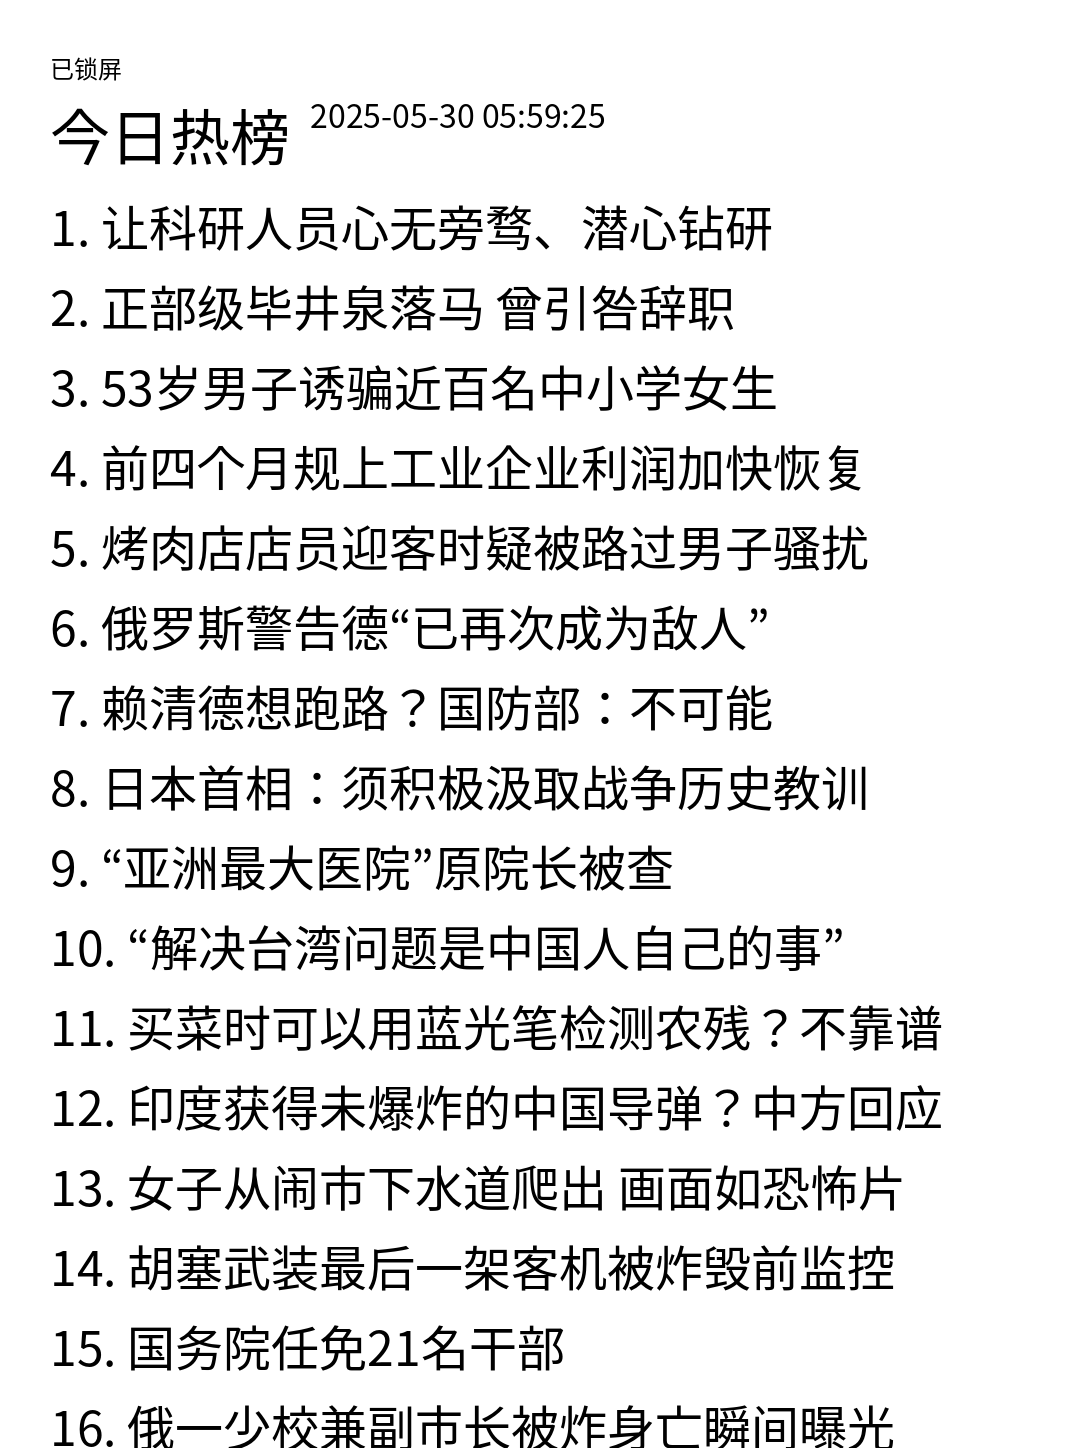 已锁屏
今日热榜 2025-05-30 05:59:25
1. 让科研人员心无旁骛、潜心钻研
2. 正部级毕井泉落马 曾引咎辞职
3. 53岁男子诱骗近百名中小学女生
4. 前四个月规上工业企业利润加快恢复
5. 烤肉店店员迎客时疑被路过男子骚扰
6. 俄罗斯警告德“已再次成为敌人”
7. 赖清德想跑路？国防部：不可能
8. 日本首相：须积极汲取战争历史教训
9. “亚洲最大医院”原院长被查
10. “解决台湾问题是中国人自己的事”
11. 买菜时可以用蓝光笔检测农残？不靠谱
12. 印度获得未爆炸的中国导弹？中方回应
13. 女子从闹市下水道爬出 画面如恐怖片
14. 胡塞武装最后一架客机被炸毁前监控
15. 国务院任免21名干部
16. 俄一少校兼副市长被炸身亡瞬间曝光